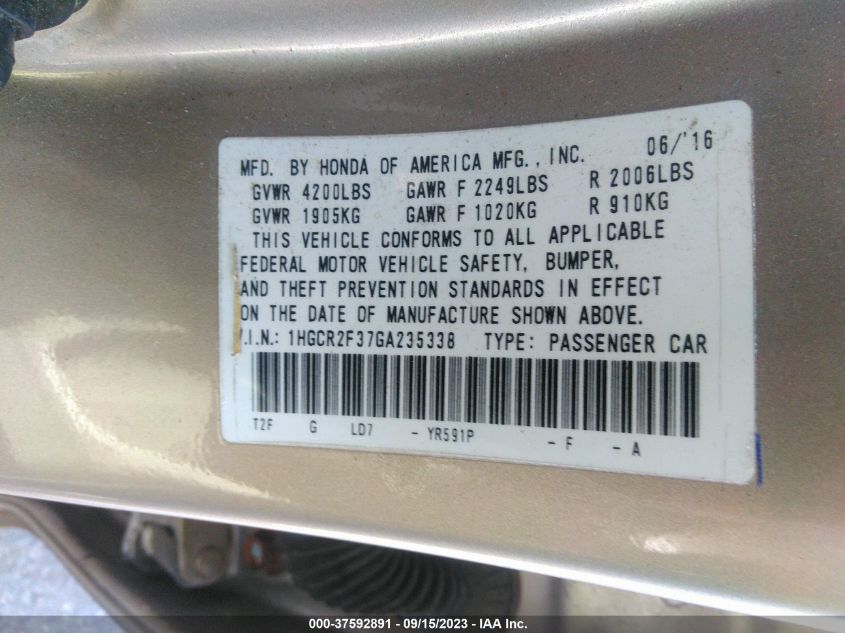 MFD. BY HONDA OF AMERICA MFG., INC. 06/'16
GVWR 4200LBS GAWR F 2249LBS R 2006LBS
GVWR 1905KG GAWR F 1020KG R 910KG
THIS VEHICLE CONFORMS TO ALL APPLICABLE
FEDERAL MOTOR VEHICLE SAFETY, BUMPER,
AND THEFT PREVENTION STANDARDS IN EFFECT
ON THE DATE OF MANUFACTURE SHOWN ABOVE.
V.I.N.: 1HGCR2F37GA235338 TYPE: PASSENGER CAR
T2F G LD7 - YR591P - F - A
000-37592891 - 09/15/2023 - IAA Inc.